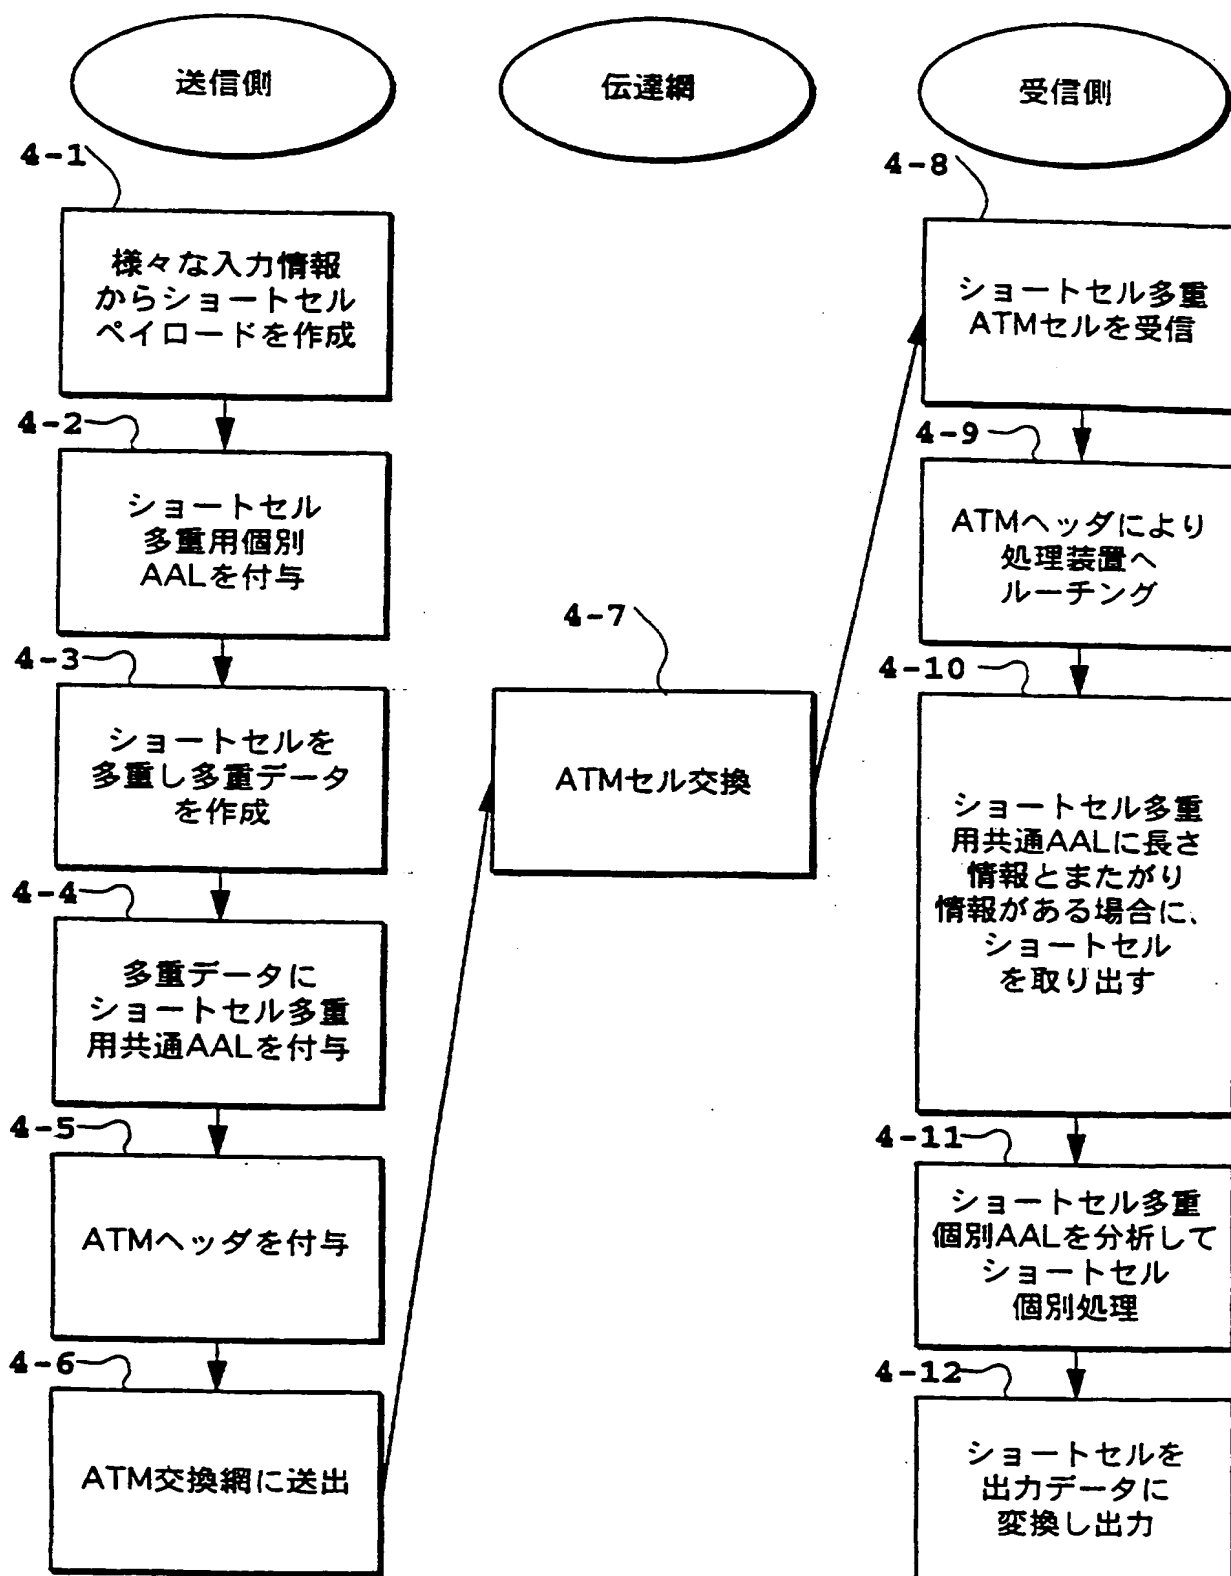 送信側
伝達網
受信側
4-1
様々な入力情報
からショートセル
ペイロードを作成
4-2
ショートセル
多重用個別
AALを付与
4-3
ショートセルを
多重し多重データ
を作成
4-4
多重データに
ショートセル多重
用共通AALを付与
4-5
ATMヘッダを付与
4-6
ATM交換網に送出
4-7
ATMセル交換
4-8
ショートセル多重
ATMセルを受信
4-9
ATMヘッダにより
処理装置へ
ルーチング
4-10
ショートセル多重
用共通AALに長さ
情報とまたがり
情報がある場合に、
ショートセル
を取り出す
4-11
ショートセル多重
個別AALを分析して
ショートセル
個別処理
4-12
ショートセルを
出力データに
変換し出力